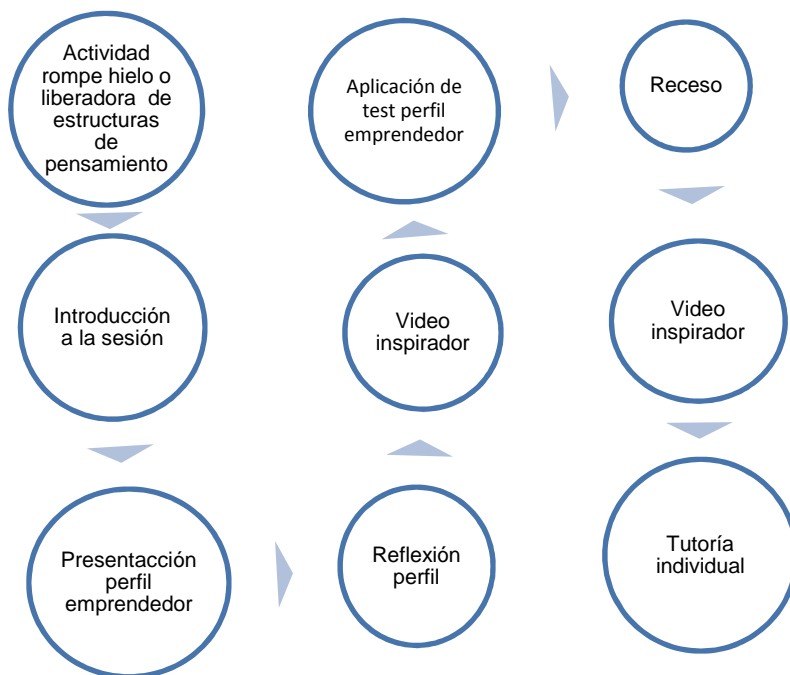 Actividad
rompe hielo o
liberadora de
estructuras
de
pensamiento
Introducción
a la sesión
Presentacción
perfil
emprendedor
Reflexión
perfil
Video
inspirador
Aplicación de
test perfil
emprendedor
Receso
Video
inspirador
Tutoría
individual